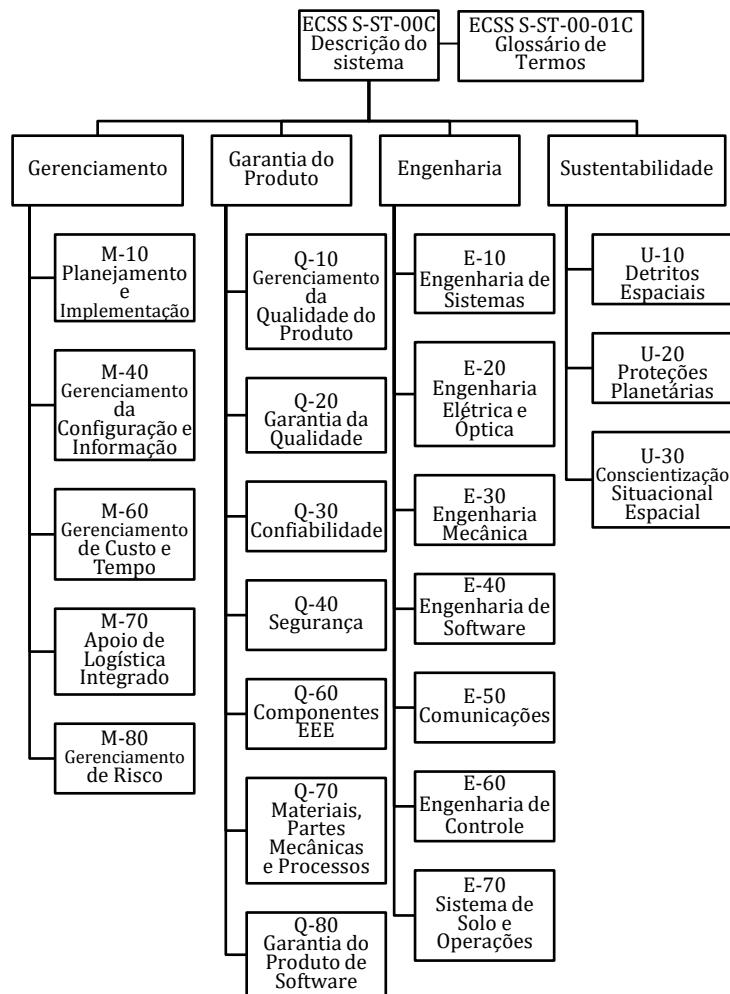 ECSS S-ST-00C
Descrição do
sistema
ECSS S-ST-00-01C
Glossário de
Termos
Gerenciamento
Garantia do
Produto
Engenharia
Sustentabilidade
M-10
Planejamento
e
Implementação
M-40
Gerenciamento
da
Configuração e
Informação
M-60
Gerenciamento
de Custo e
Tempo
M-70
Apoio de
Logística
Integrado
M-80
Gerenciamento
de Risco
Q-10
Gerenciamento
da
Qualidade do
Produto
Q-20
Garantia da
Qualidade
Q-30
Confiabilidade
Q-40
Segurança
Q-60
Componentes
EEE
Q-70
Materiais,
Partes
Mecânicas
e Processos
Q-80
Garantia do
Produto de
Software
E-10
Engenharia de
Sistemas
E-20
Engenharia
Elétrica e
Óptica
E-30
Engenharia
Mecânica
E-40
Engenharia de
Software
E-50
Comunicações
E-60
Engenharia de
Controle
E-70
Sistema de
Solo e
Operações
U-10
Detritos
Espaciais
U-20
Proteções
Planetárias
U-30
Conscientização
Situacional
Espacial